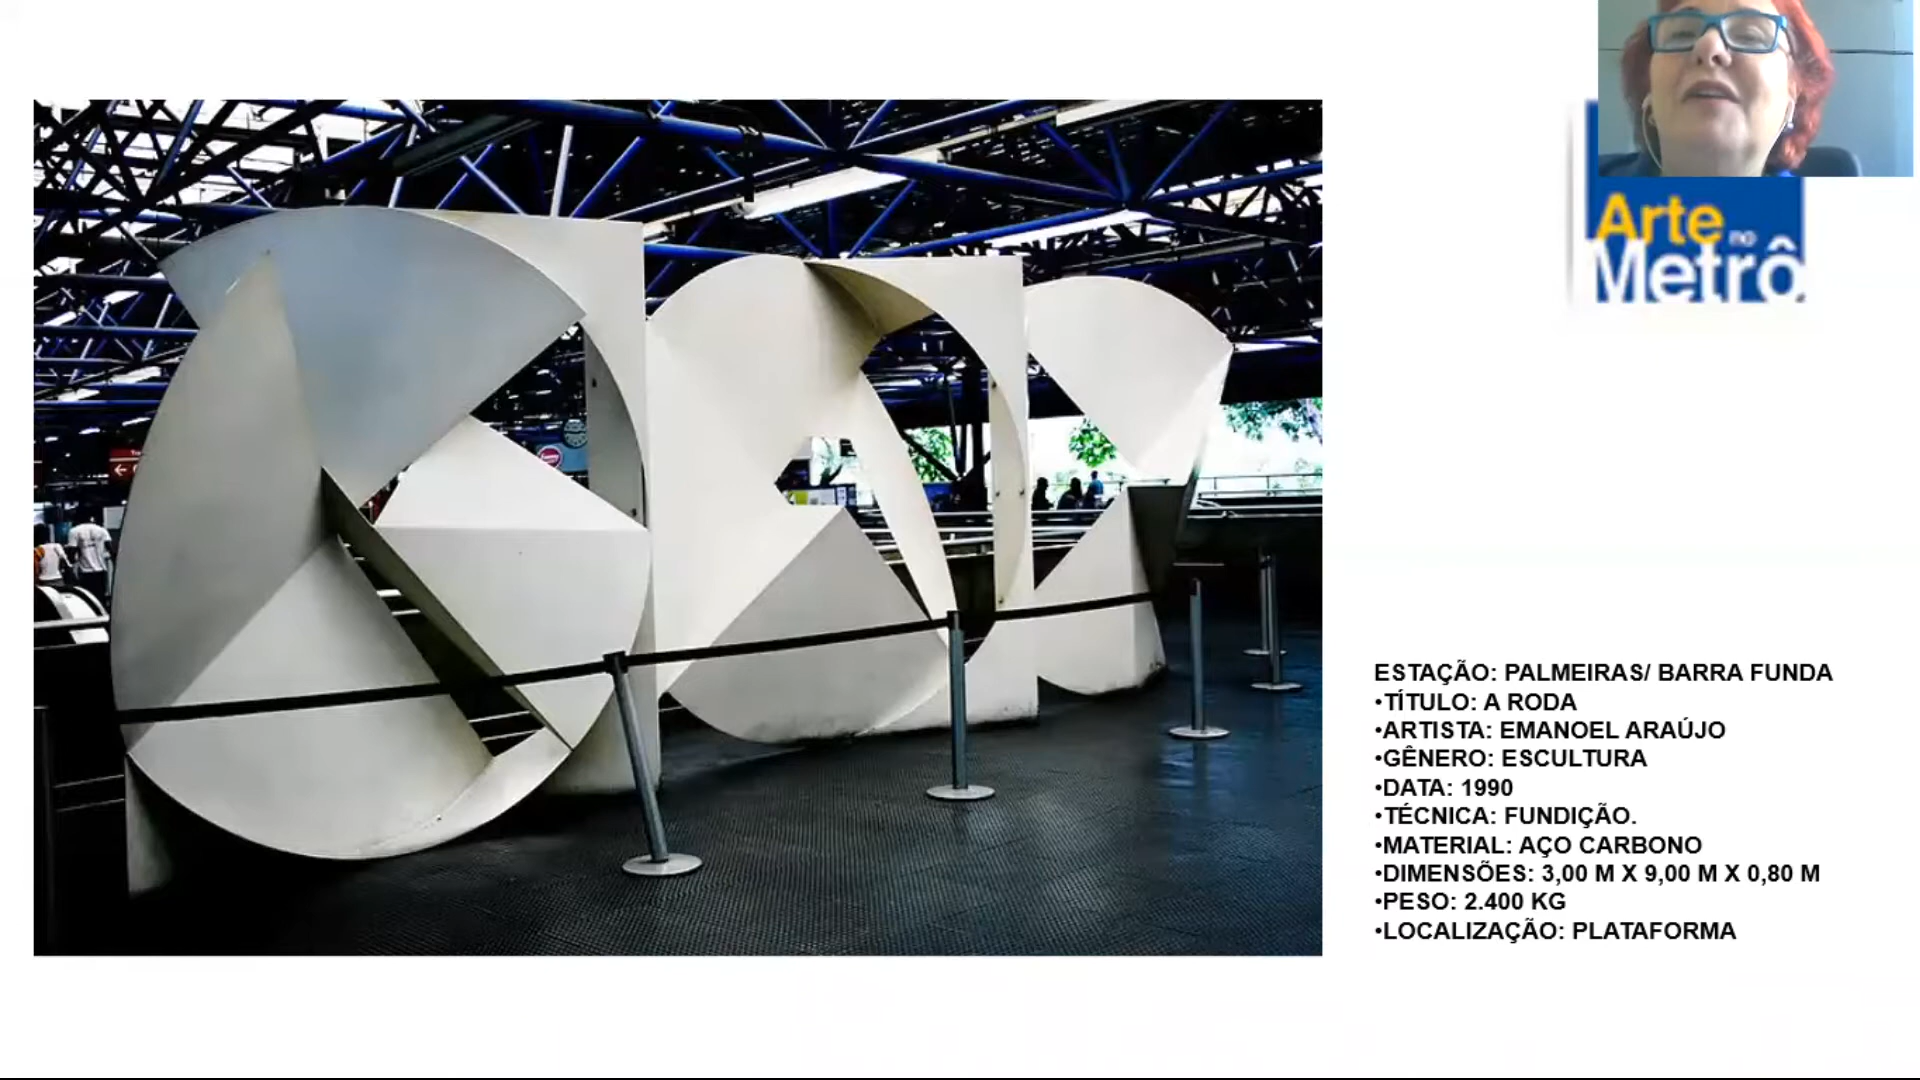 Arte no
Metrô
ESTAÇÃO: PALMEIRAS/ BARRA FUNDA
•TÍTULO: A RODA
•ARTISTA: EMANOEL ARAÚJO
•GÊNERO: ESCULTURA
•DATA: 1990
•TÉCNICA: FUNDIÇÃO.
•MATERIAL: AÇO CARBONO
•DIMENSÕES: 3,00 M X 9,00 M X 0,80 M
•PESO: 2.400 KG
•LOCALIZAÇÃO: PLATAFORMA